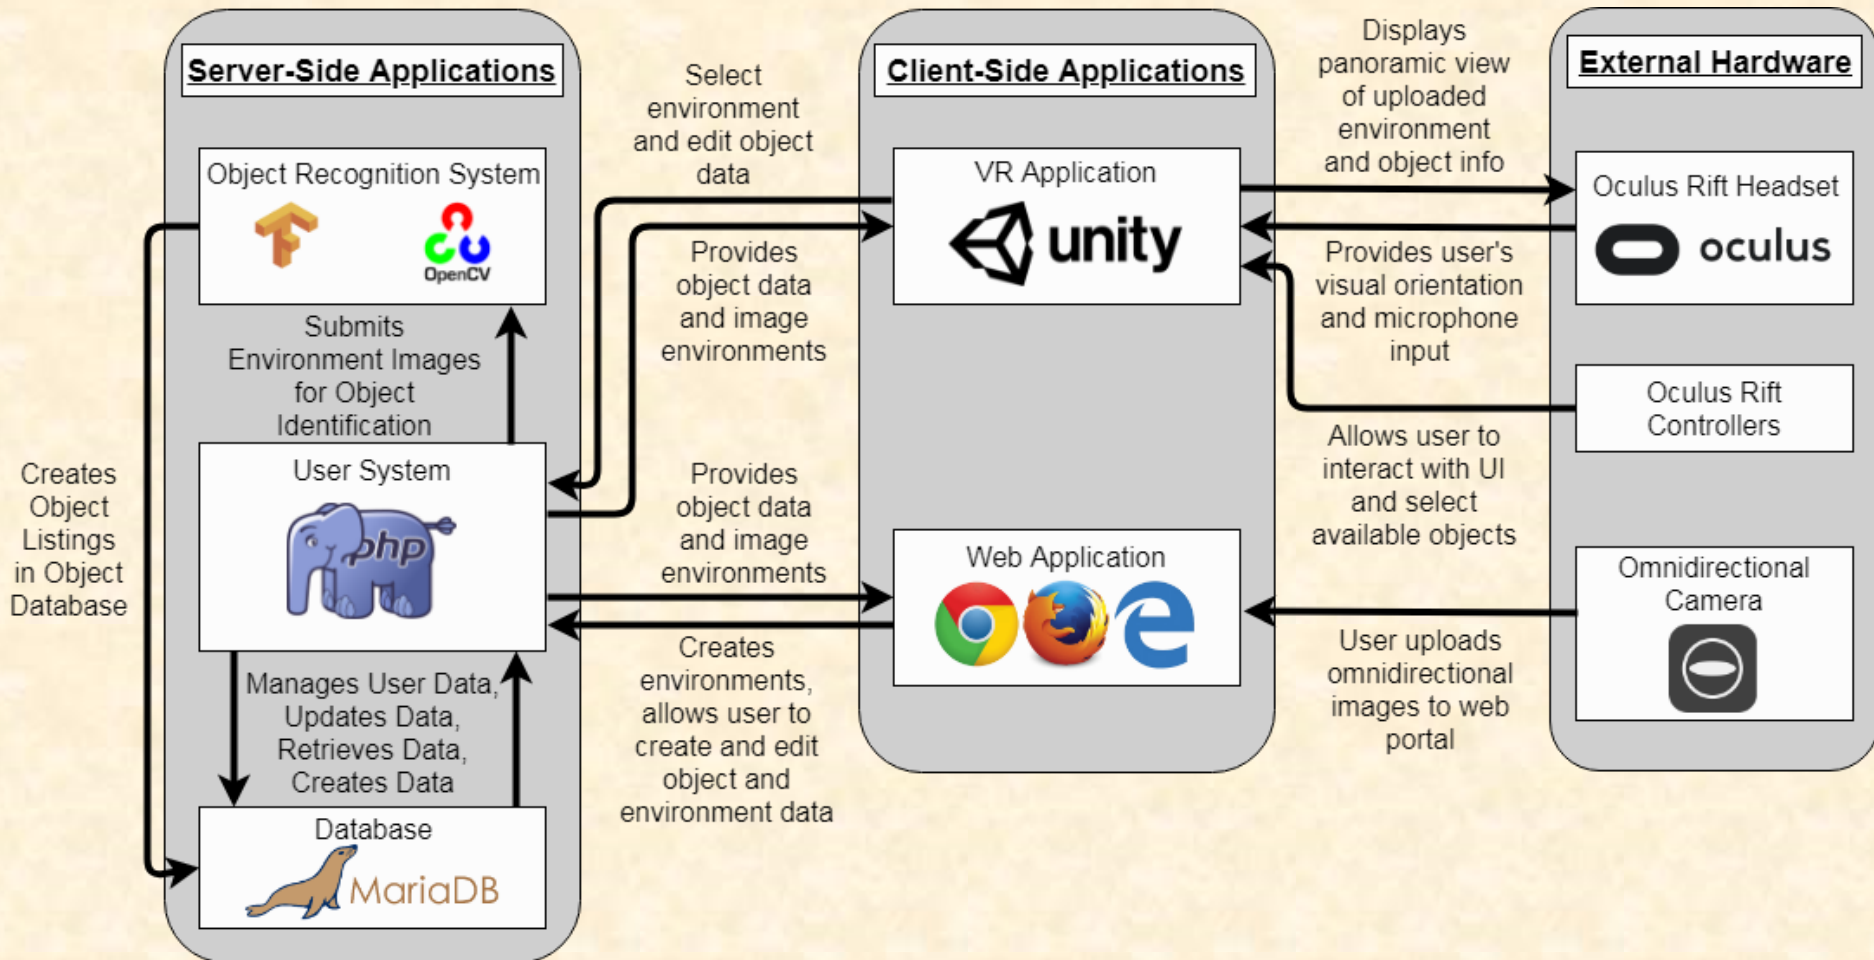 Server-Side Applications
Object Recognition System
OpenCV
Submits
Environment Images
for Object
Identification
User System
php
Manages User Data,
Updates Data,
Retrieves Data,
Creates Data
Database
MariaDB
Creates
Object
Listings
in Object
Database
Select
environment
and edit object
data
Provides
object data
and image
environments
Provides
object data
and image
environments
Creates
environments,
allows user to
create and edit
object and
environment data
Client-Side Applications
VR Application
unity
Web Application
Displays
panoramic view
of uploaded
environment
and object info
Provides user's
visual orientation
and microphone
input
Allows user to
interact with UI
and select
available objects
User uploads
omnidirectional
images to web
portal
External Hardware
Oculus Rift Headset
oculus
Oculus Rift
Controllers
Omnidirectional
Camera